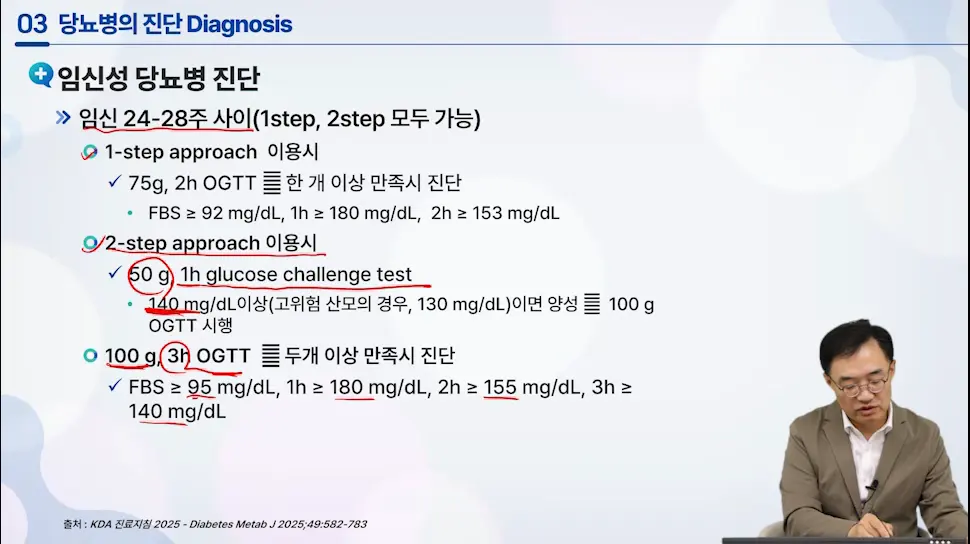 03 당뇨병의 진단 Diagnosis
임신성 당뇨병 진단
임신 24-28주 사이(1step, 2step 모두 가능)
1-step approach 이용시
75g, 2h OGTT ䷀ 한 개 이상 만족시 진단
FBS ≥ 92 mg/dL, 1h ≥ 180 mg/dL, 2h ≥ 153 mg/dL
2-step approach 이용시
50 g, 1h glucose challenge test
140 mg/dL이상(고위험 산모의 경우, 130 mg/dL)이면 양성 ䷀ 100 g
OGTT 시행
100 g, 3h OGTT ䷀ 두개 이상 만족시 진단
FBS ≥ 95 mg/dL, 1h ≥ 180 mg/dL, 2h ≥ 155 mg/dL, 3h ≥
140 mg/dL
출처 : KDA 진료지침 2025 - Diabetes Metab J 2025;49:582-783